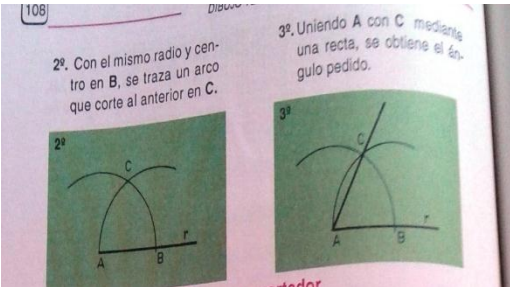 108
2º. Con el mismo radio y cen-
tro en B, se traza un arco
que corte al anterior en C.
2º
C
r
A
B
3º. Uniendo A con C mediante
una recta, se obtiene el án-
gulo pedido.
3º
C
r
A
B